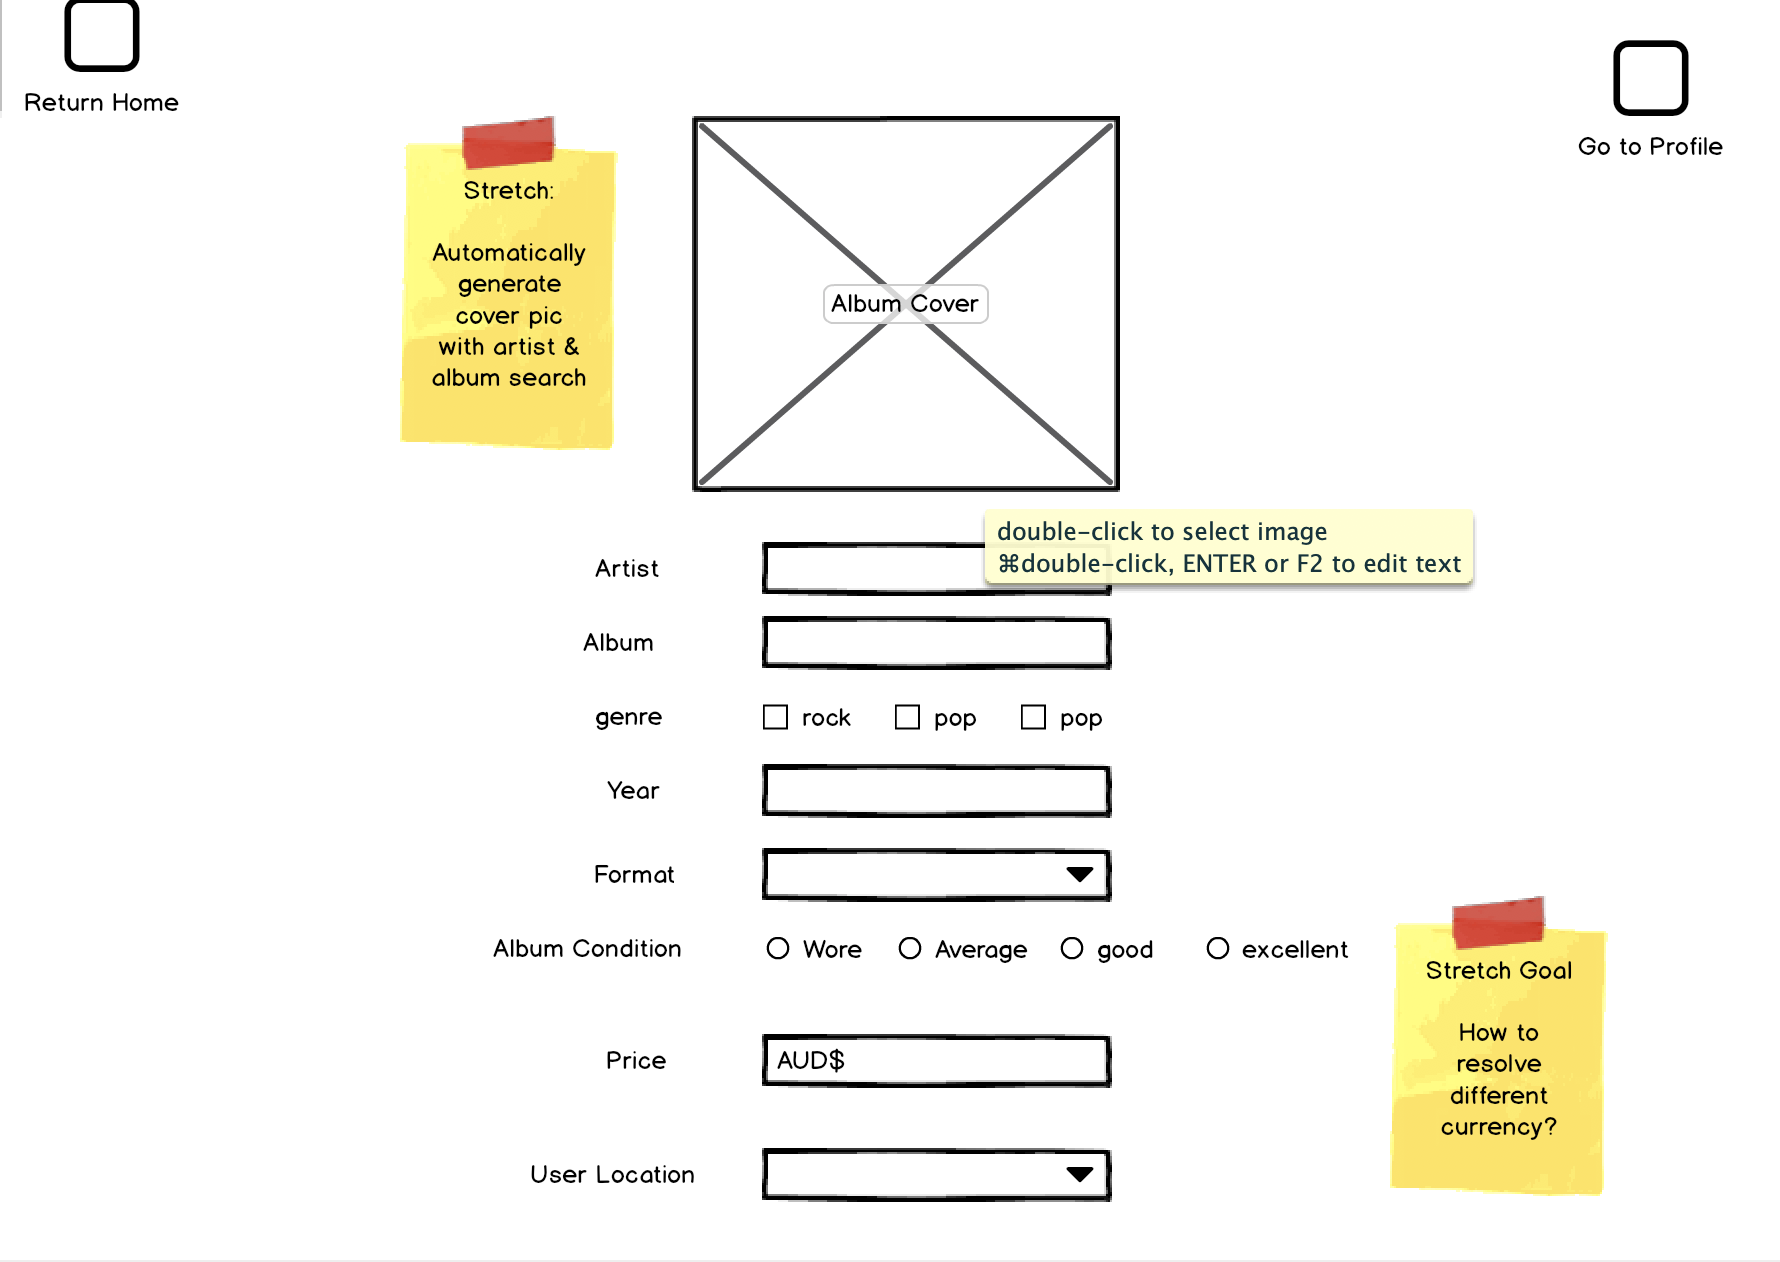 Return Home
Go to Profile
Stretch:
Automatically
generate
cover pic
with artist &
album search
Album Cover
double-click to select image
⌘double-click, ENTER or F2 to edit text
Artist
Album
genre rock pop pop
Year
Format
Album Condition Wore Average good excellent
Price AUD$
User Location
Stretch Goal
How to
resolve
different
currency?